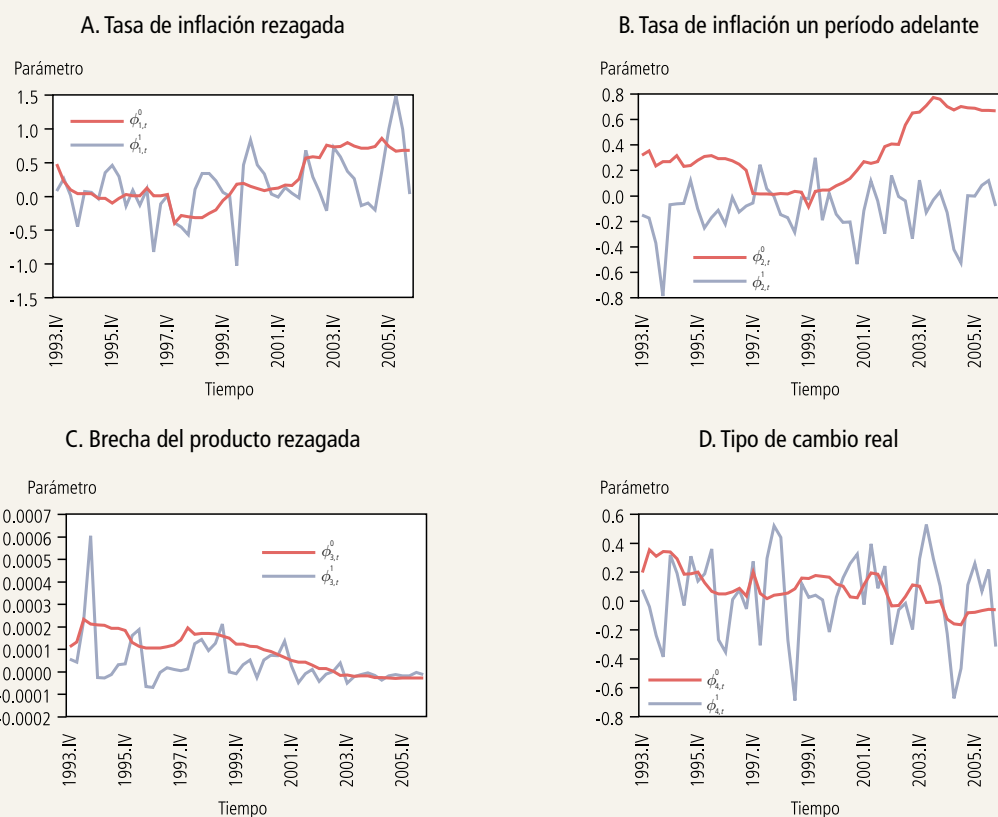 A. Tasa de inflación rezagada
Parámetro
1.5
1.0
0.5
0.0
-0.5
-1.0
-1.5
ϕ⁰₁,ₜ
ϕ¹₁,ₜ
1993.IV
1995.IV
1997.IV
1999.IV
2001.IV
2003.IV
2005.IV
Tiempo
B. Tasa de inflación un período adelante
Parámetro
0.8
0.6
0.4
0.2
0.0
-0.2
-0.4
-0.6
-0.8
ϕ⁰₂,ₜ
ϕ¹₂,ₜ
1993.IV
1995.IV
1997.IV
1999.IV
2001.IV
2003.IV
2005.IV
Tiempo
C. Brecha del producto rezagada
Parámetro
0.0007
0.0006
0.0005
0.0004
0.0003
0.0002
0.0001
0.0000
-0.0001
-0.0002
ϕ⁰₃,ₜ
ϕ¹₃,ₜ
1993.IV
1995.IV
1997.IV
1999.IV
2001.IV
2003.IV
2005.IV
Tiempo
D. Tipo de cambio real
Parámetro
0.6
0.4
0.2
0.0
-0.2
-0.4
-0.6
-0.8
ϕ⁰₄,ₜ
ϕ¹₄,ₜ
1993.IV
1995.IV
1997.IV
1999.IV
2001.IV
2003.IV
2005.IV
Tiempo